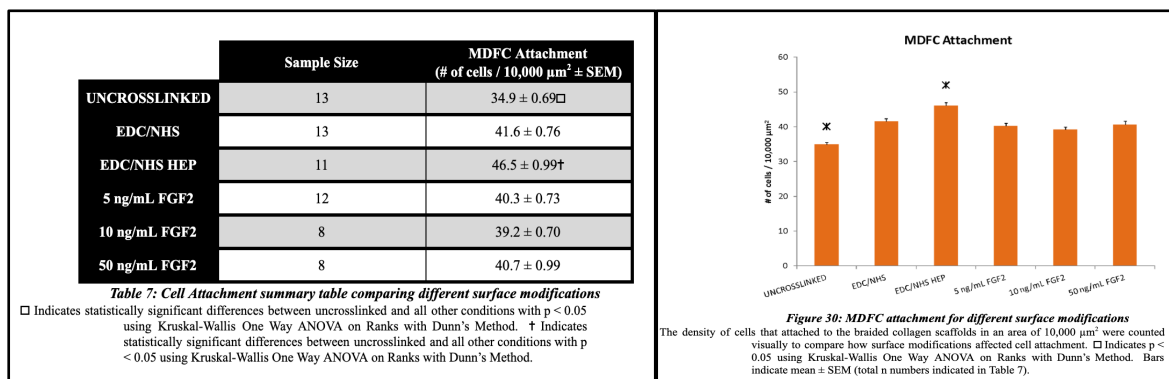 Sample Size
MDFC Attachment
(# of cells / 10,000 µm² ± SEM)
UNCROSSLINKED 13 34.9 ± 0.69□
EDC/NHS 13 41.6 ± 0.76
EDC/NHS HEP 11 46.5 ± 0.99†
5 ng/mL FGF2 12 40.3 ± 0.73
10 ng/mL FGF2 8 39.2 ± 0.70
50 ng/mL FGF2 8 40.7 ± 0.99
Table 7: Cell Attachment summary table comparing different surface modifications
□ Indicates statistically significant differences between uncrosslinked and all other conditions with p < 0.05
using Kruskal-Wallis One Way ANOVA on Ranks with Dunn's Method. † Indicates
statistically significant differences between uncrosslinked and all other conditions with p
< 0.05 using Kruskal-Wallis One Way ANOVA on Ranks with Dunn's Method.
MDFC Attachment
# of cells / 10,000 µm²
60
50
40
30
20
10
0
*
*
UNCROSSLINKED
EDC/NHS
EDC/NHS HEP
5 ng/mL FGF2
10 ng/mL FGF2
50 ng/mL FGF2
Figure 30: MDFC attachment for different surface modifications
The density of cells that attached to the braided collagen scaffolds in an area of 10,000 µm² were counted
visually to compare how surface modifications affected cell attachment. □ Indicates p <
0.05 using Kruskal-Wallis One Way ANOVA on Ranks with Dunn's Method. Bars
indicate mean ± SEM (total n numbers indicated in Table 7).